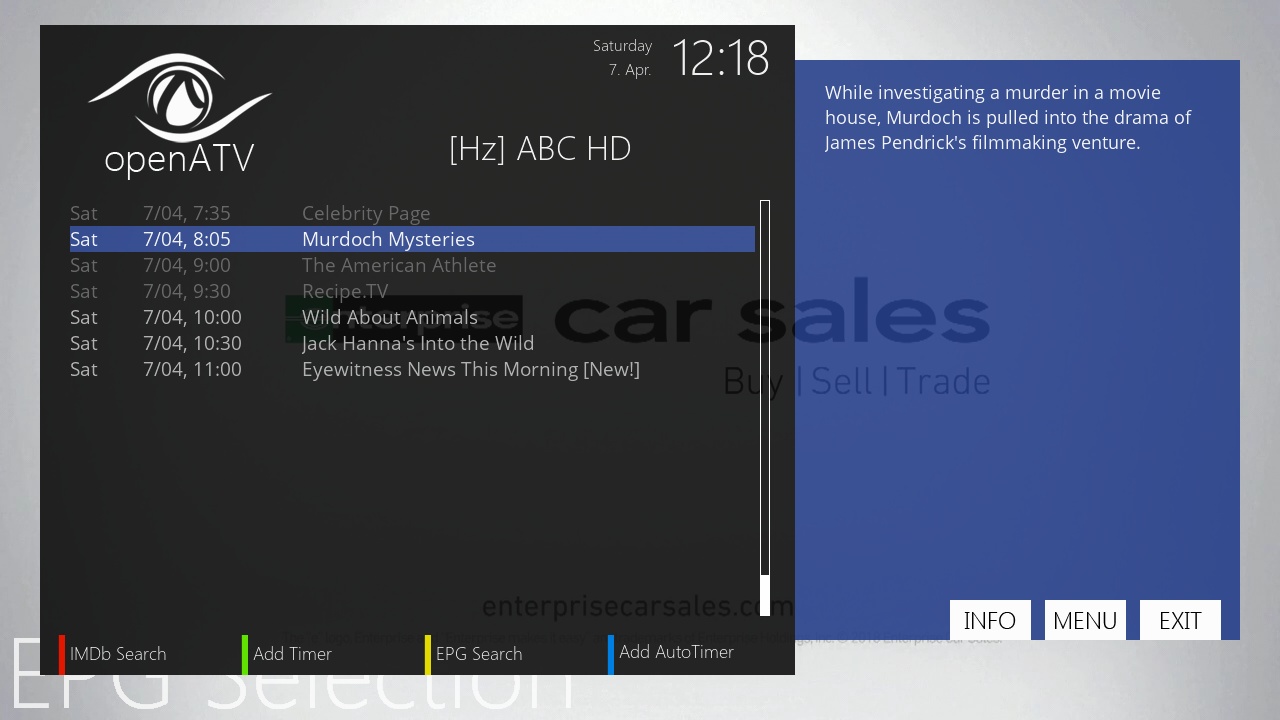 Saturday
7. Apr.
12:18
openATV
[Hz] ABC HD
While investigating a murder in a movie
house, Murdoch is pulled into the drama of
James Pendrick's filmmaking venture.
Sat 7/04, 7:35 Celebrity Page
Sat 7/04, 8:05 Murdoch Mysteries
Sat 7/04, 9:00 The American Athlete
Sat 7/04, 9:30 Recipe.TV
Sat 7/04, 10:00 Wild About Animals
Sat 7/04, 10:30 Jack Hanna's Into the Wild
Sat 7/04, 11:00 Eyewitness News This Morning [New!]
enterprise car sales
Buy | Sell | Trade
enterprisecarsales.com
INFO MENU EXIT
IMDb Search Add Timer EPG Search Add AutoTimer
EPG Selection